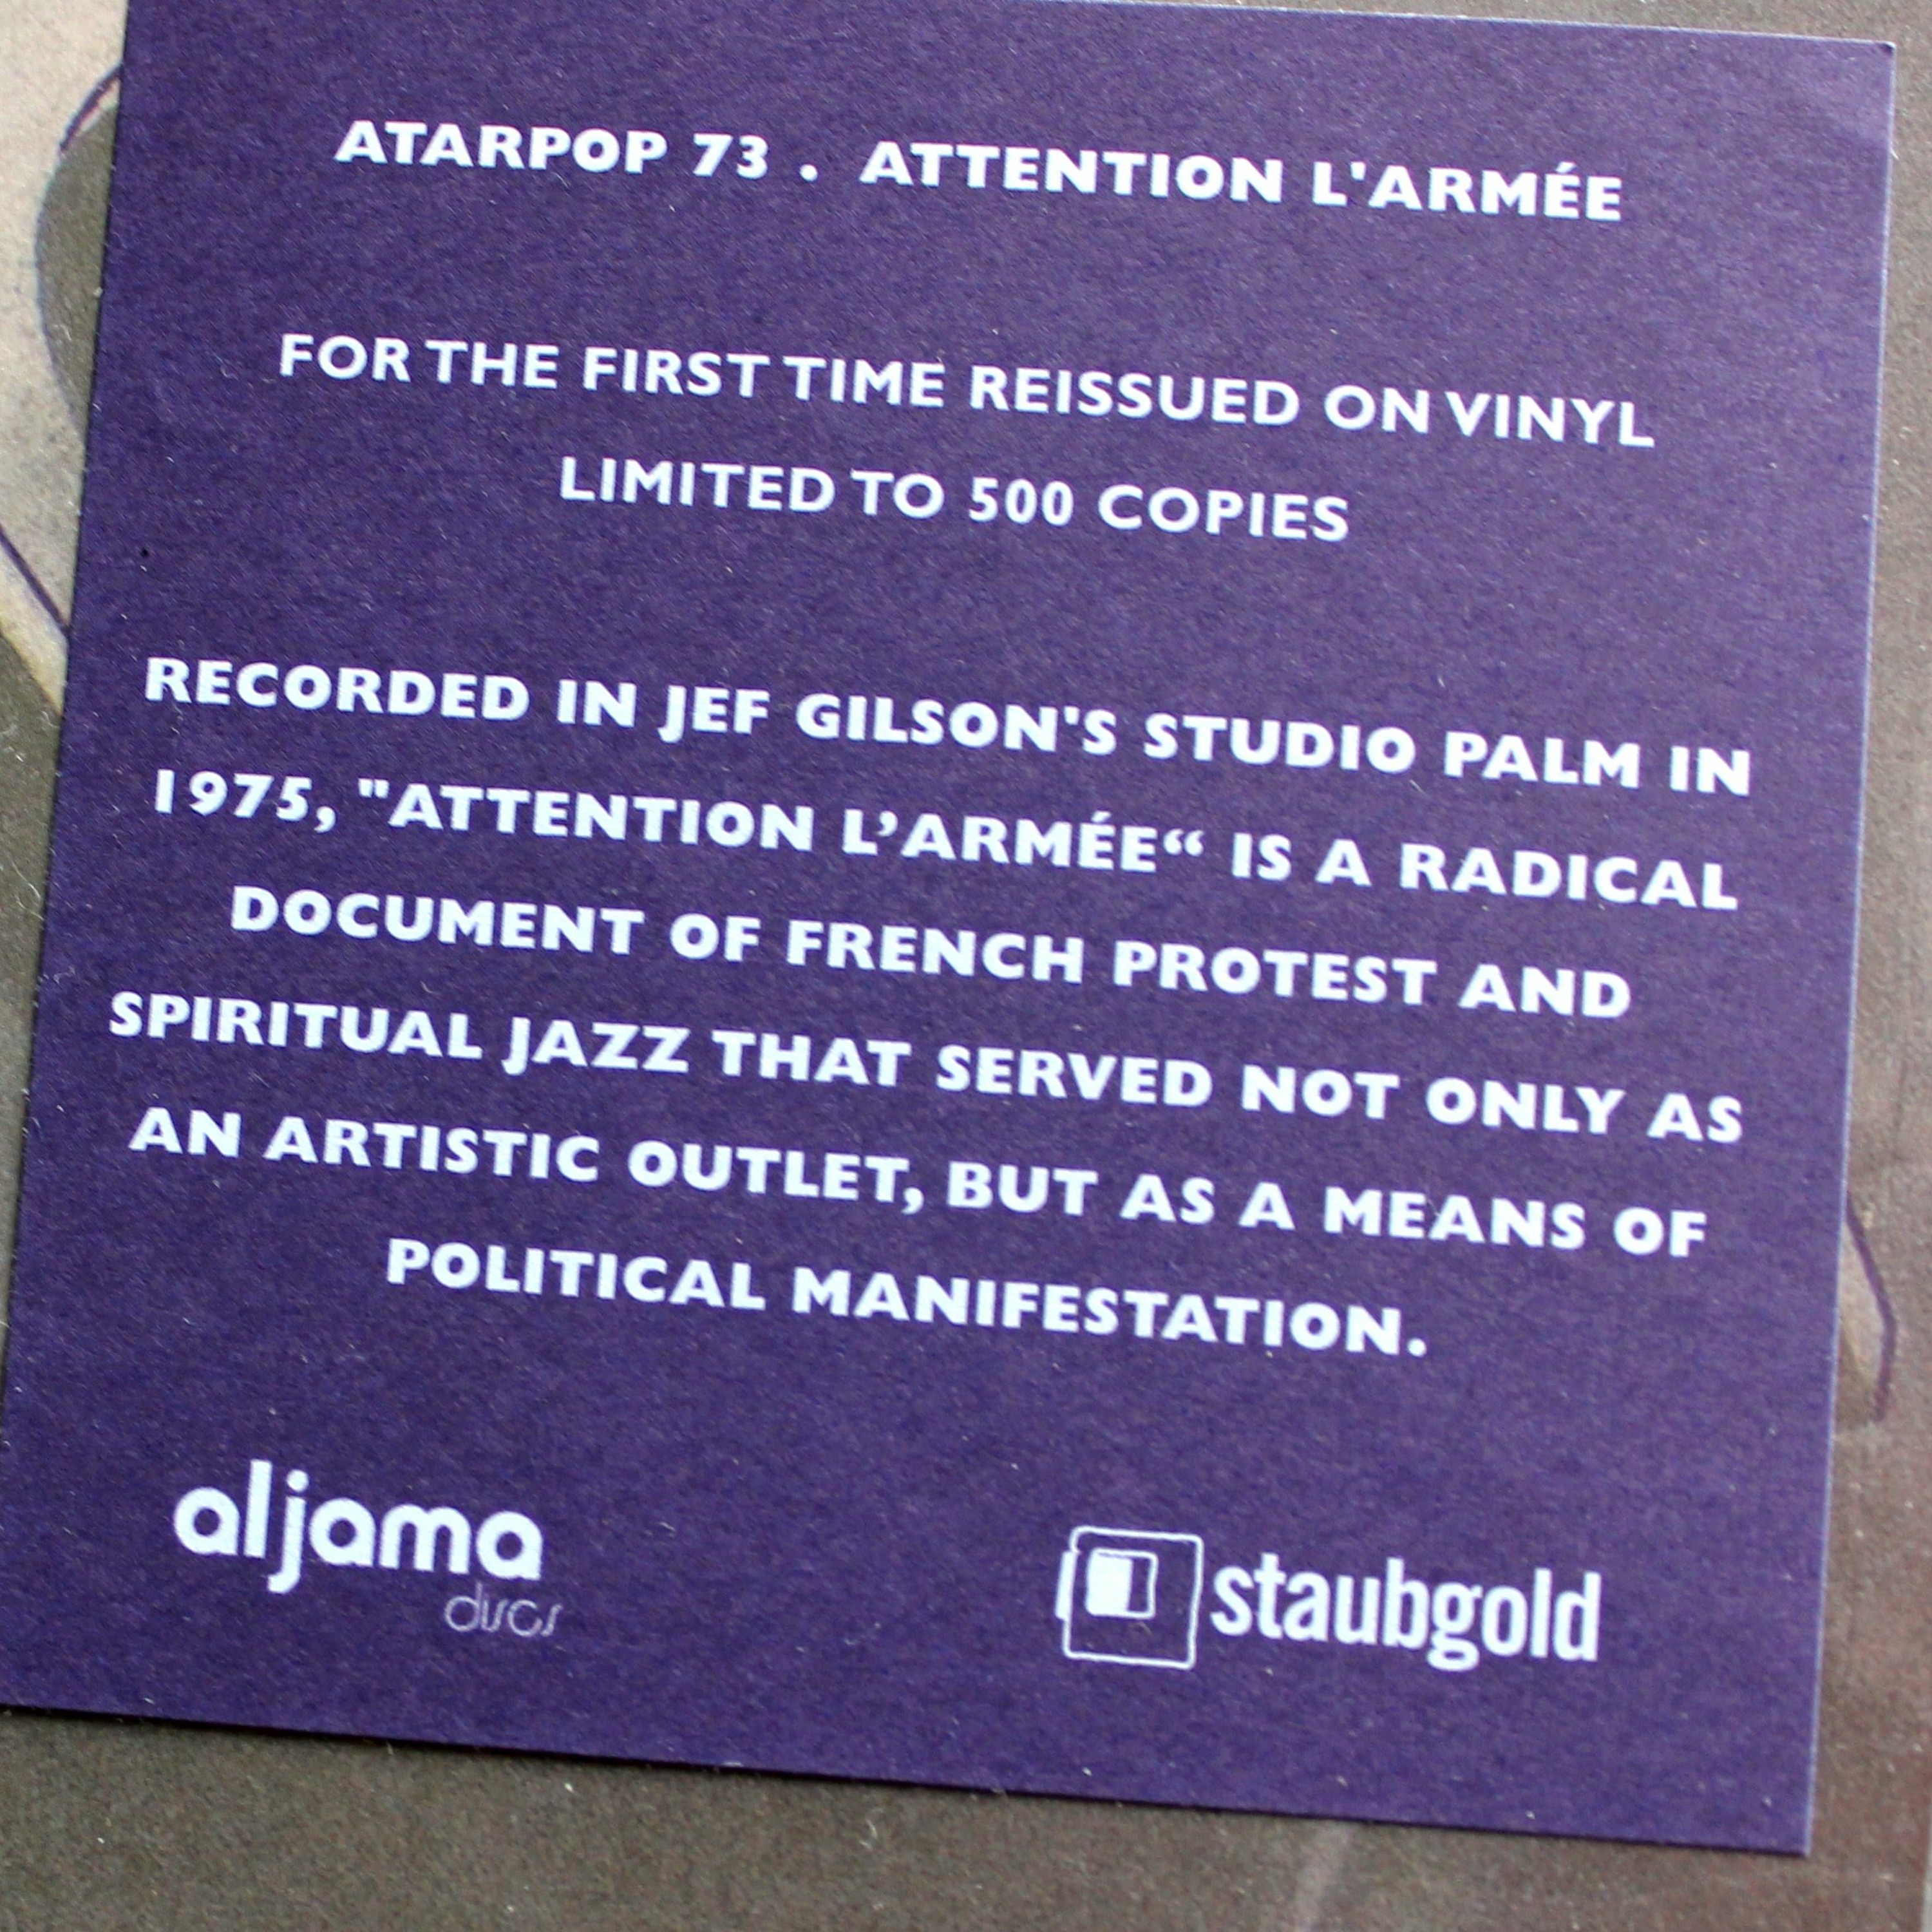 ATARPOP 73 . ATTENTION L'ARMÉE
FOR THE FIRST TIME REISSUED ON VINYL
LIMITED TO 500 COPIES
RECORDED IN JEF GILSON'S STUDIO PALM IN
1975, "ATTENTION L’ARMÉE“ IS A RADICAL
DOCUMENT OF FRENCH PROTEST AND
SPIRITUAL JAZZ THAT SERVED NOT ONLY AS
AN ARTISTIC OUTLET, BUT AS A MEANS OF
POLITICAL MANIFESTATION.
aljama
discs
staubgold